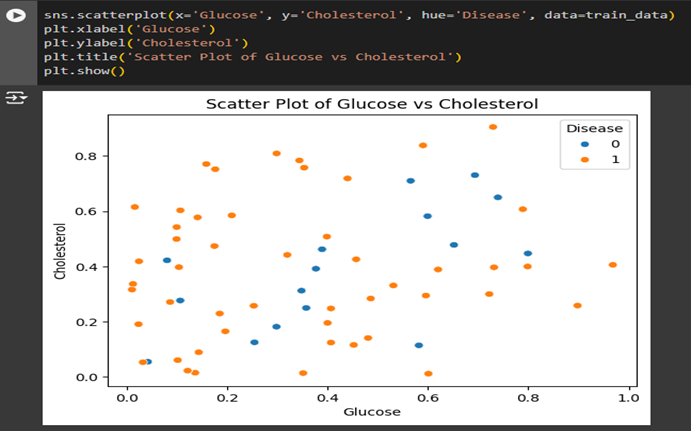 sns.scatterplot(x='Glucose', y='Cholesterol', hue='Disease', data=train_data)
plt.xlabel('Glucose')
plt.ylabel('Cholesterol')
plt.title('Scatter Plot of Glucose vs Cholesterol')
plt.show()
Scatter Plot of Glucose vs Cholesterol
Disease
0
1
Cholesterol
0.8
0.6
0.4
0.2
0.0
0.0 0.2 0.4 0.6 0.8 1.0
Glucose